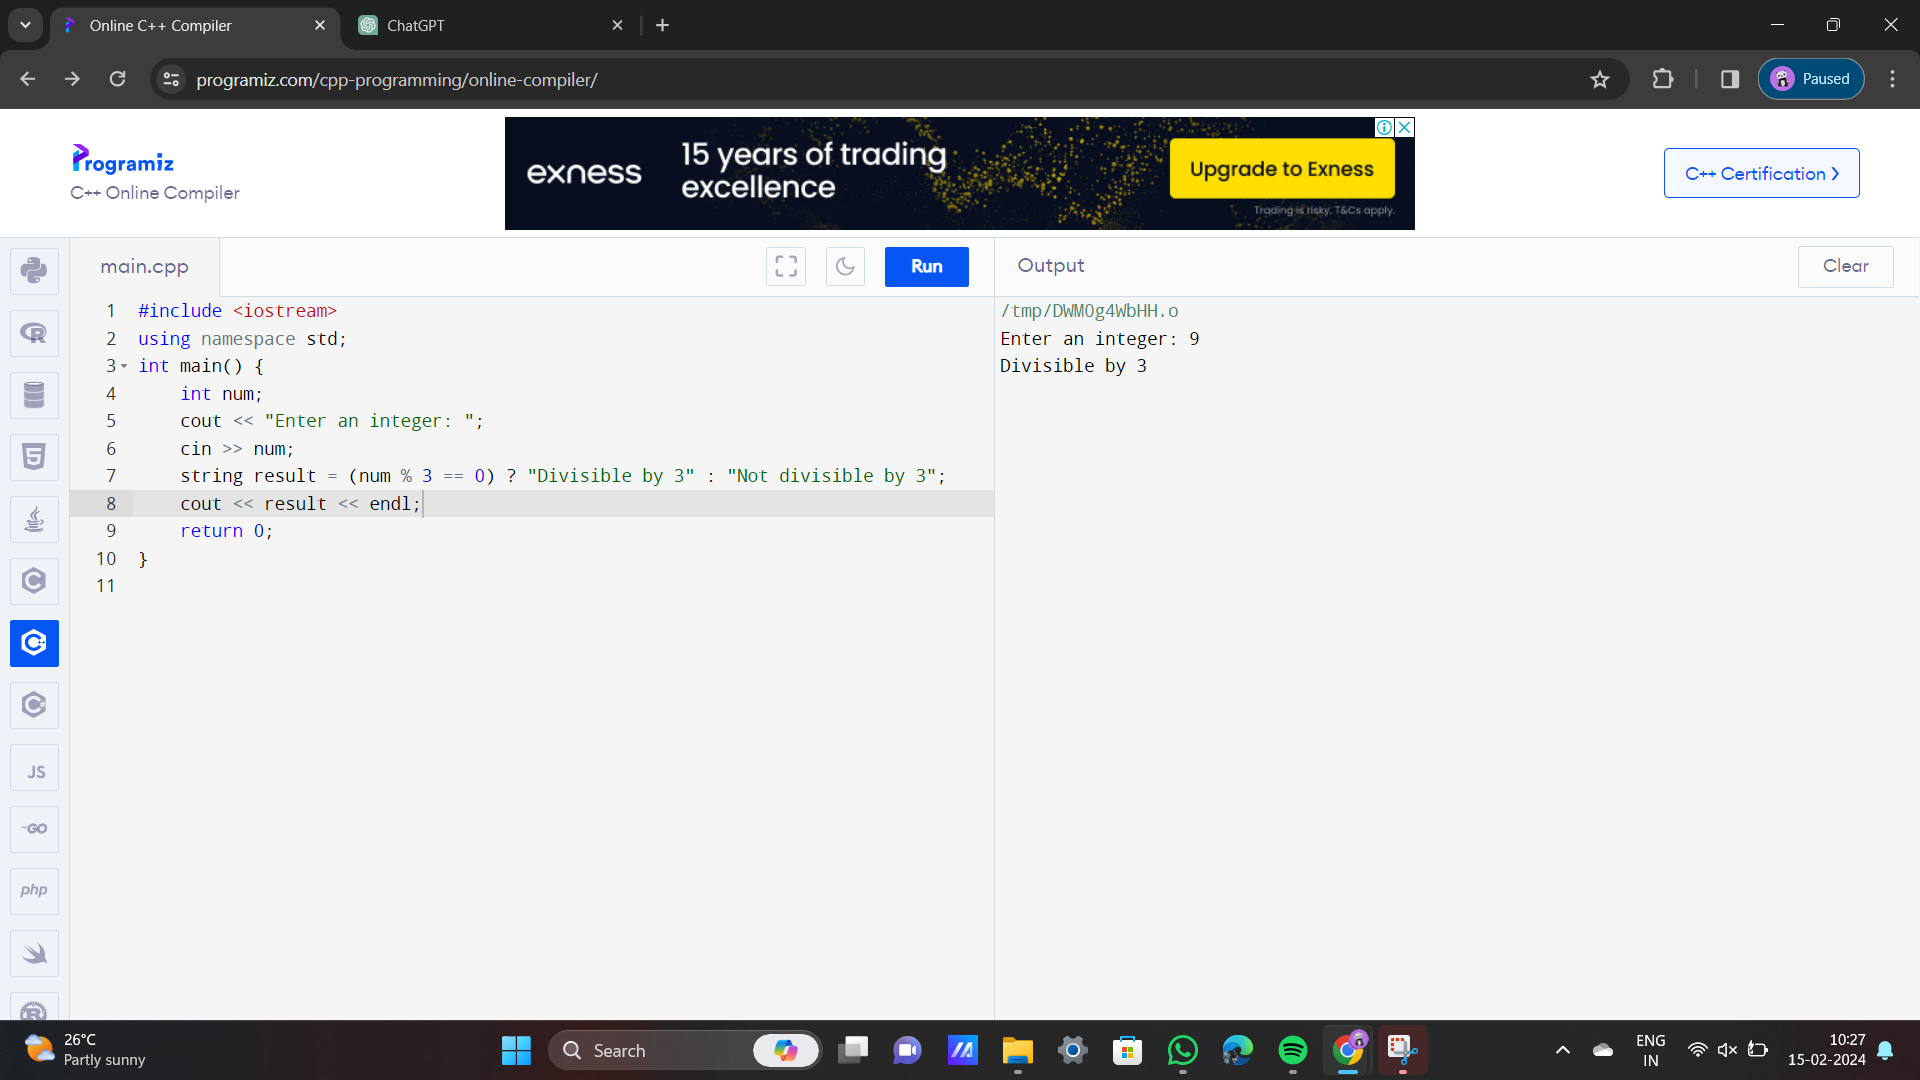 Online C++ Compiler
ChatGPT
programiz.com/cpp-programming/online-compiler/
Paused
Programiz
C++ Online Compiler
exness
15 years of trading
excellence
Upgrade to Exness
Trading is risky. T&Cs apply.
C++ Certification >
main.cpp
Run
Output
Clear
1 #include <iostream>
2 using namespace std;
3 int main() {
4 int num;
5 cout << "Enter an integer: ";
6 cin >> num;
7 string result = (num % 3 == 0) ? "Divisible by 3" : "Not divisible by 3";
8 cout << result << endl;
9 return 0;
10 }
11
/tmp/DWMOg4WbHH.o
Enter an integer: 9
Divisible by 3
JS
GO
php
26°C
Partly sunny
Search
ENG
IN
10:27
15-02-2024